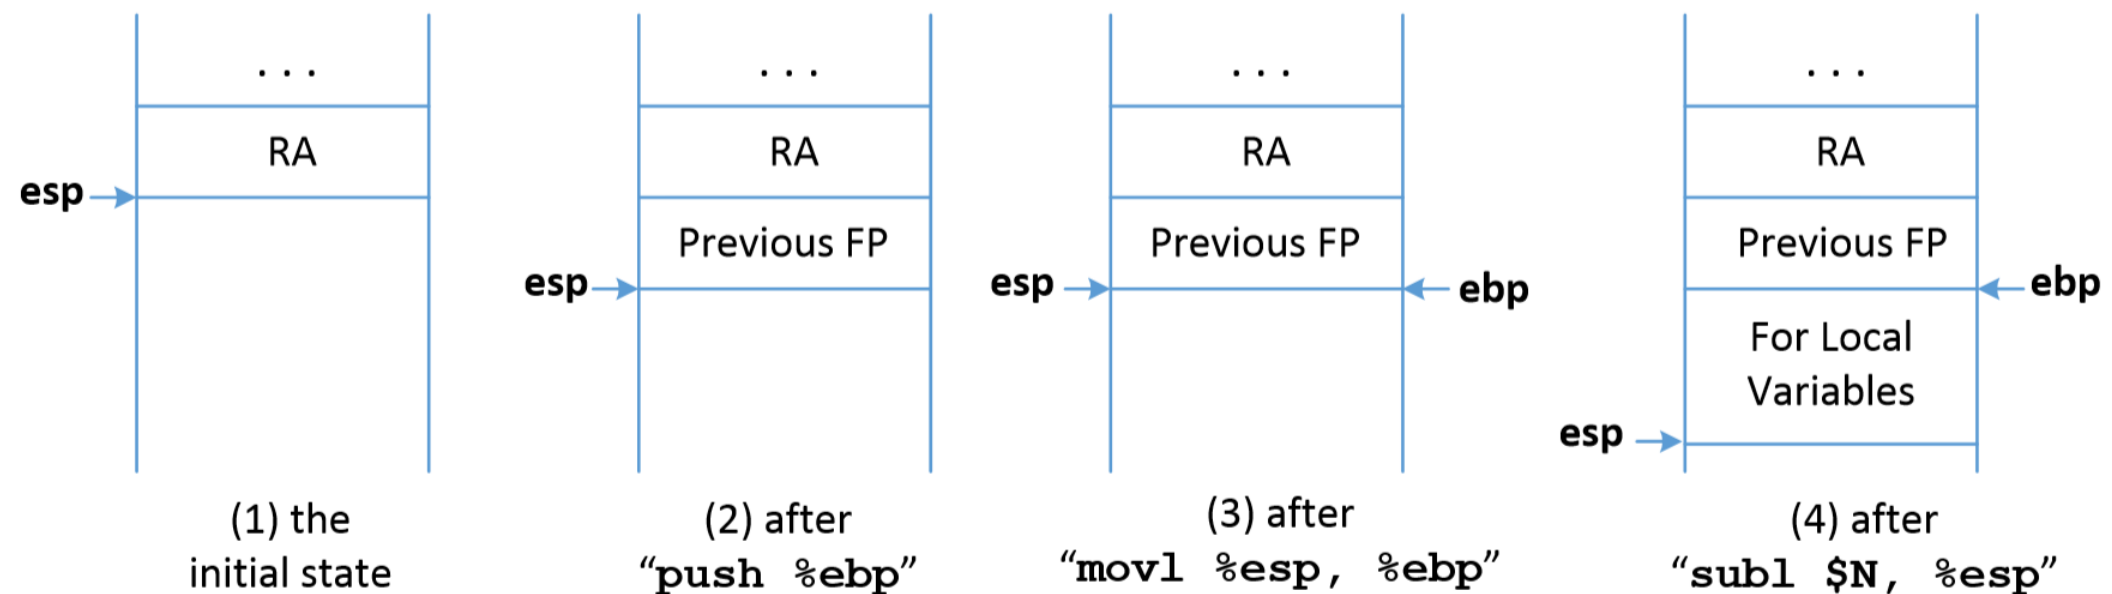 . . .
RA
esp
(1) the
initial state
. . .
RA
Previous FP
esp
(2) after
“push %ebp”
. . .
RA
Previous FP
esp
ebp
(3) after
“movl %esp, %ebp”
. . .
RA
Previous FP
ebp
For Local
Variables
esp
(4) after
“subl $N, %esp”